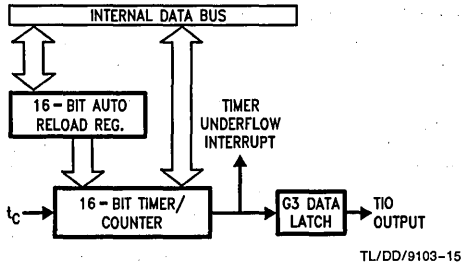 INTERNAL DATA BUS
16-BIT AUTO
RELOAD REG.
TIMER
UNDERFLOW
INTERRUPT
tC
16-BIT TIMER/
COUNTER
G3 DATA
LATCH
TIO
OUTPUT
TL/DD/9103-15